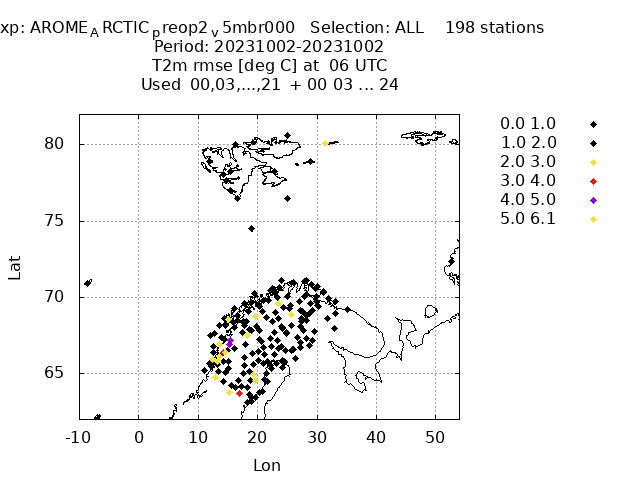 xp: AROME A RCTIC p reop2 v 5mbr000 Selection: ALL 198 stations
Period: 20231002-20231002
T2m rmse [deg C] at 06 UTC
Used 00,03,...,21 + 00 03 ... 24
0.0 1.0
1.0 2.0
2.0 3.0
3.0 4.0
4.0 5.0
5.0 6.1
80
75
70
65
Lat
-10 0 10 20 30 40 50
Lon